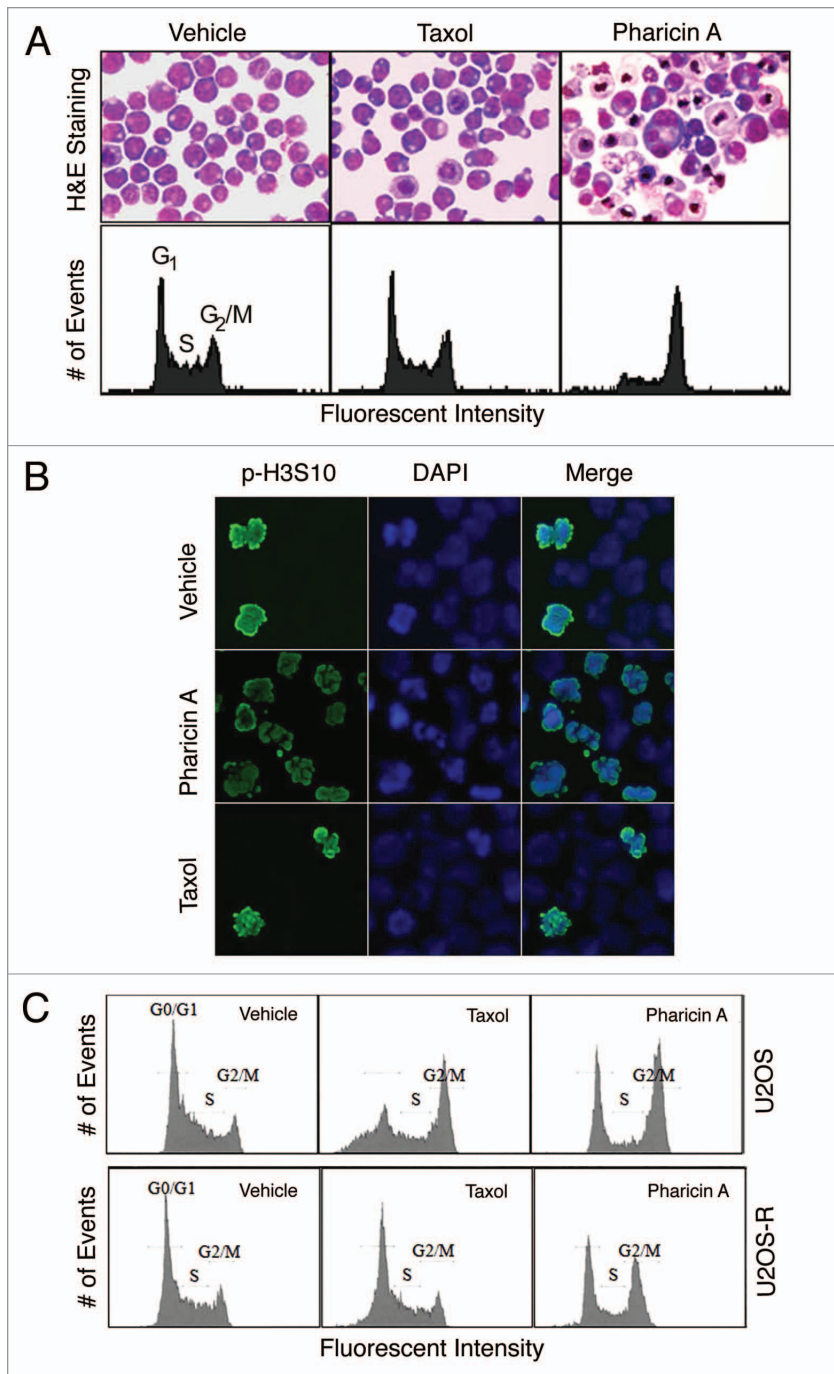 A
Vehicle
Taxol
Pharicin A
H&E Staining
# of Events
G1
S
G2/M
Fluorescent Intensity
B
p-H3S10
DAPI
Merge
Vehicle
Pharicin A
Taxol
C
# of Events
G0/G1
Vehicle
S
G2/M
Taxol
S
G2/M
Pharicin A
S
G2/M
U2OS
# of Events
G0/G1
Vehicle
S
G2/M
Taxol
S
G2/M
Pharicin A
S
G2/M
U2OS-R
Fluorescent Intensity